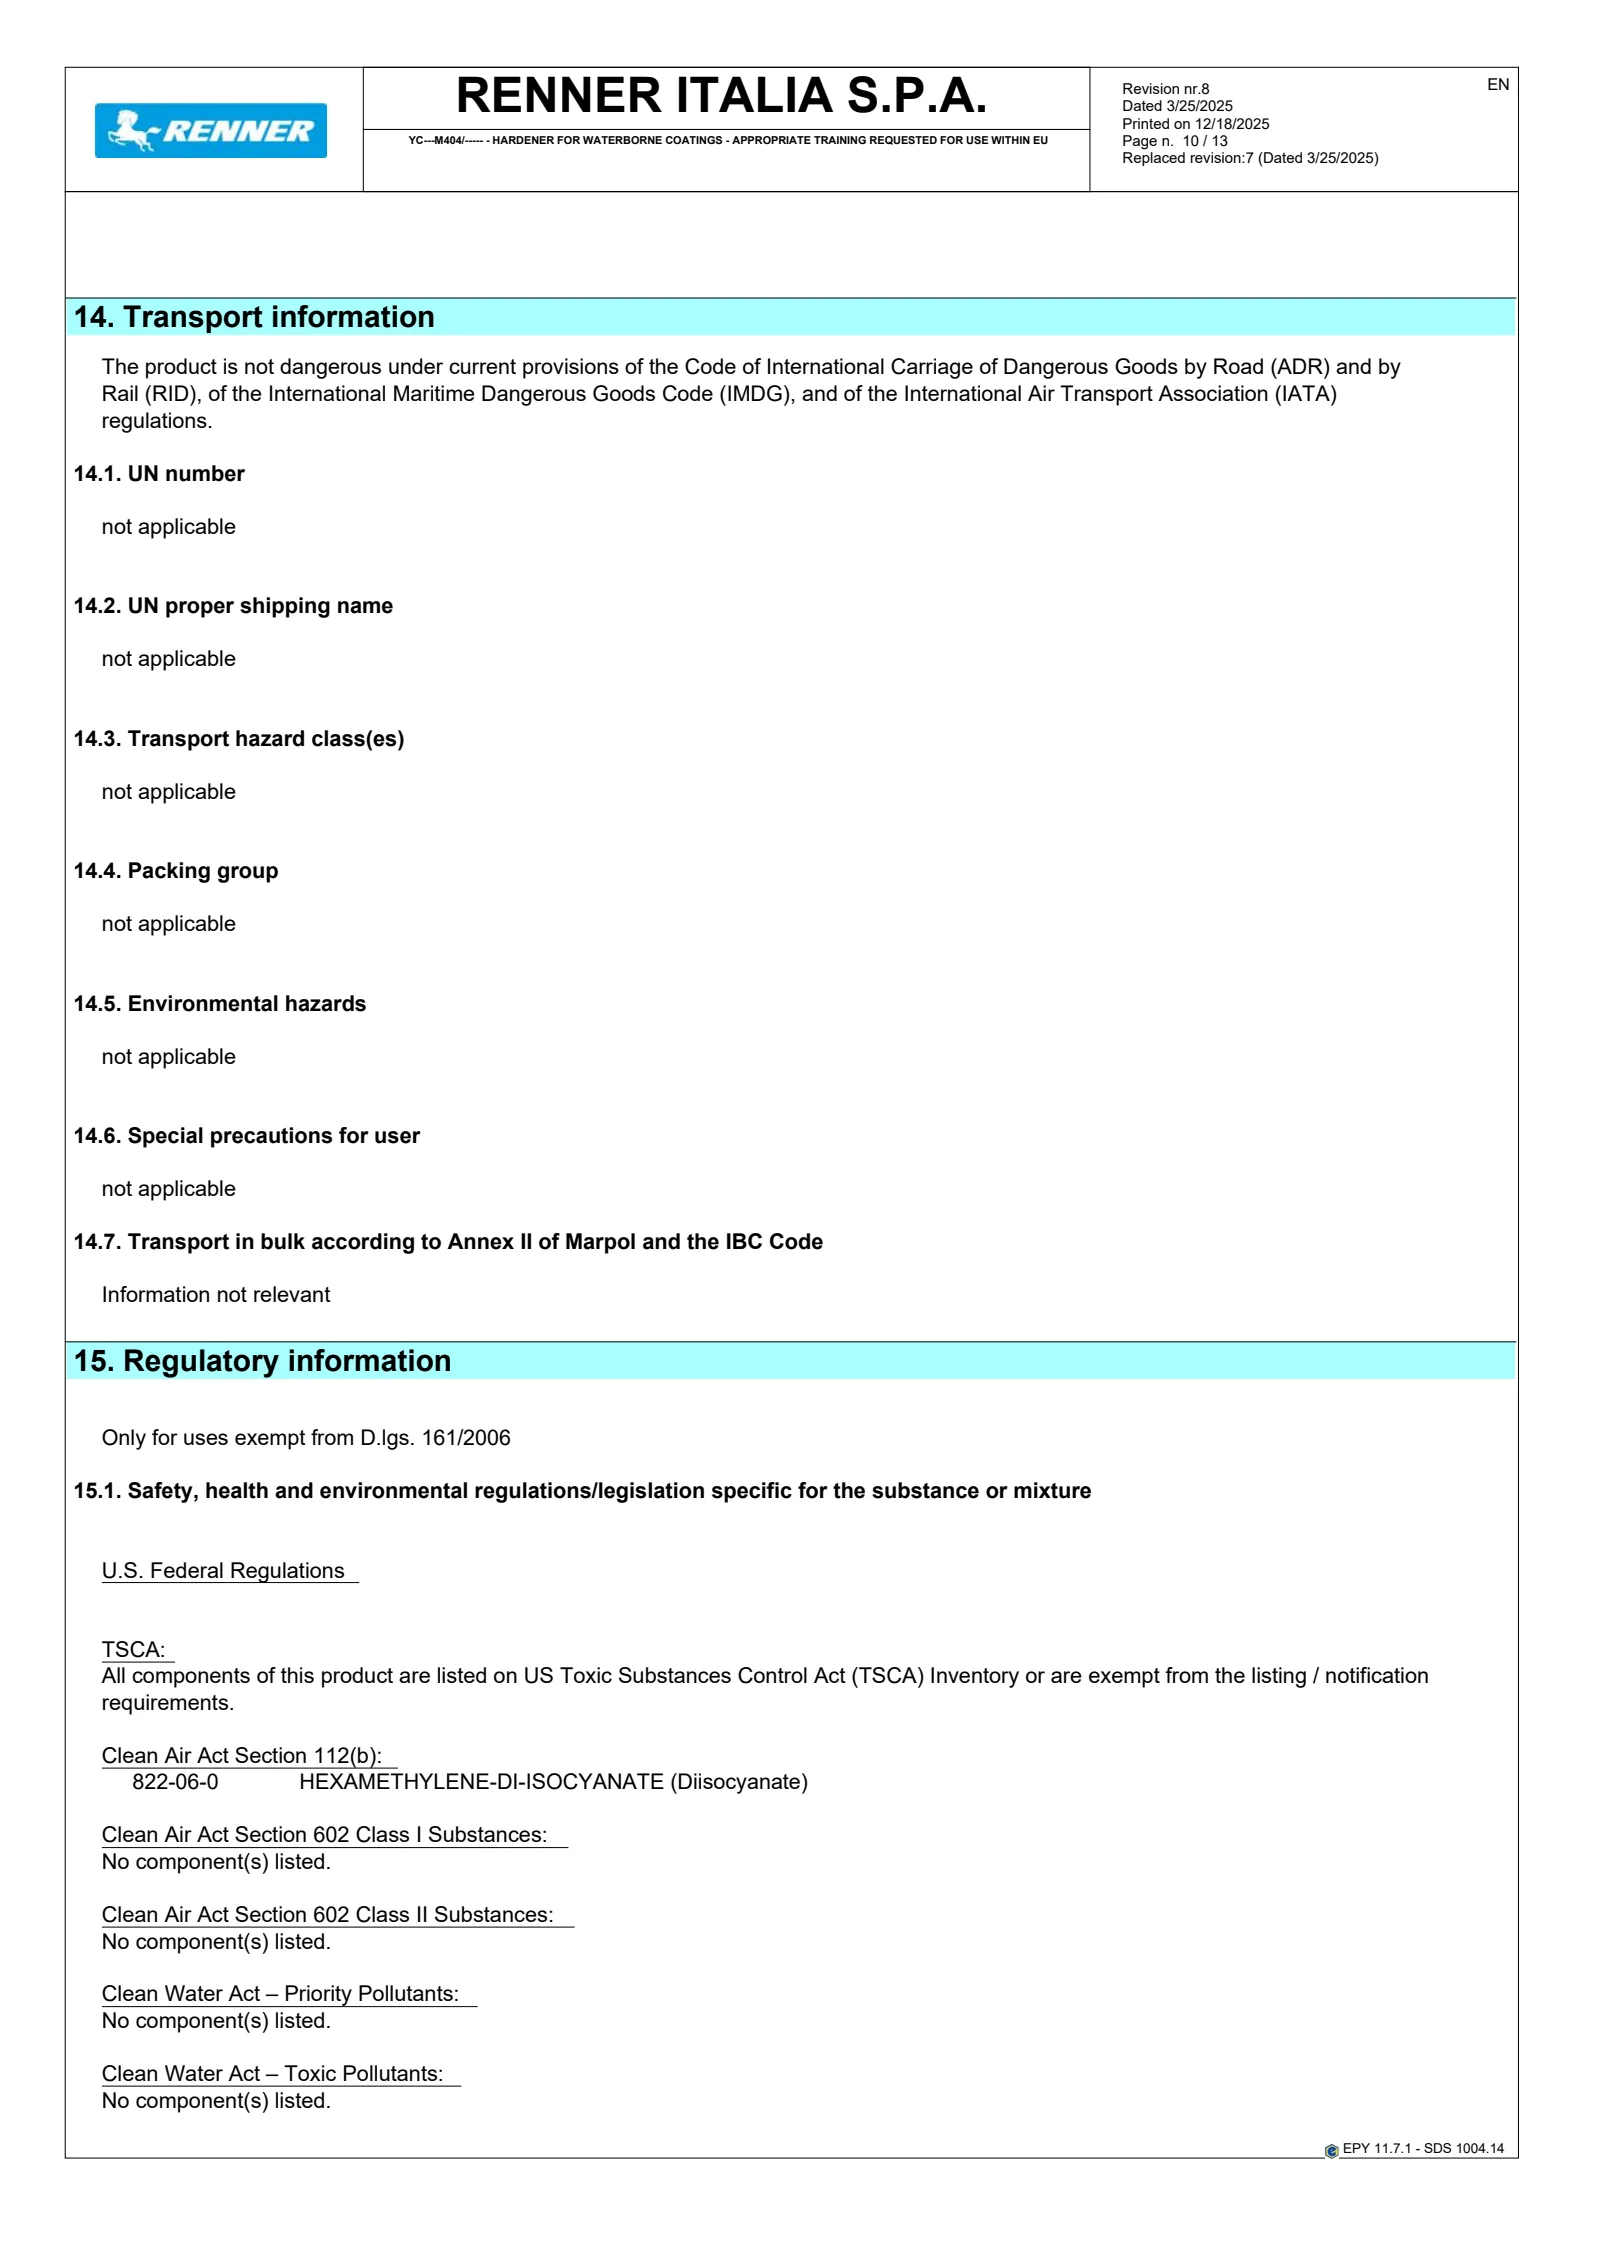 RENNER
RENNER ITALIA S.P.A.
YC---M404/----- - HARDENER FOR WATERBORNE COATINGS - APPROPRIATE TRAINING REQUESTED FOR USE WITHIN EU
EN
Revision nr.8
Dated 3/25/2025
Printed on 12/18/2025
Page n. 10 / 13
Replaced revision:7 (Dated 3/25/2025)
14. Transport information
The product is not dangerous under current provisions of the Code of International Carriage of Dangerous Goods by Road (ADR) and by
Rail (RID), of the International Maritime Dangerous Goods Code (IMDG), and of the International Air Transport Association (IATA)
regulations.
14.1. UN number
not applicable
14.2. UN proper shipping name
not applicable
14.3. Transport hazard class(es)
not applicable
14.4. Packing group
not applicable
14.5. Environmental hazards
not applicable
14.6. Special precautions for user
not applicable
14.7. Transport in bulk according to Annex II of Marpol and the IBC Code
Information not relevant
15. Regulatory information
Only for uses exempt from D.lgs. 161/2006
15.1. Safety, health and environmental regulations/legislation specific for the substance or mixture
U.S. Federal Regulations
TSCA:
All components of this product are listed on US Toxic Substances Control Act (TSCA) Inventory or are exempt from the listing / notification
requirements.
Clean Air Act Section 112(b):
822-06-0 HEXAMETHYLENE-DI-ISOCYANATE (Diisocyanate)
Clean Air Act Section 602 Class I Substances:
No component(s) listed.
Clean Air Act Section 602 Class II Substances:
No component(s) listed.
Clean Water Act – Priority Pollutants:
No component(s) listed.
Clean Water Act – Toxic Pollutants:
No component(s) listed.
EPY 11.7.1 - SDS 1004.14